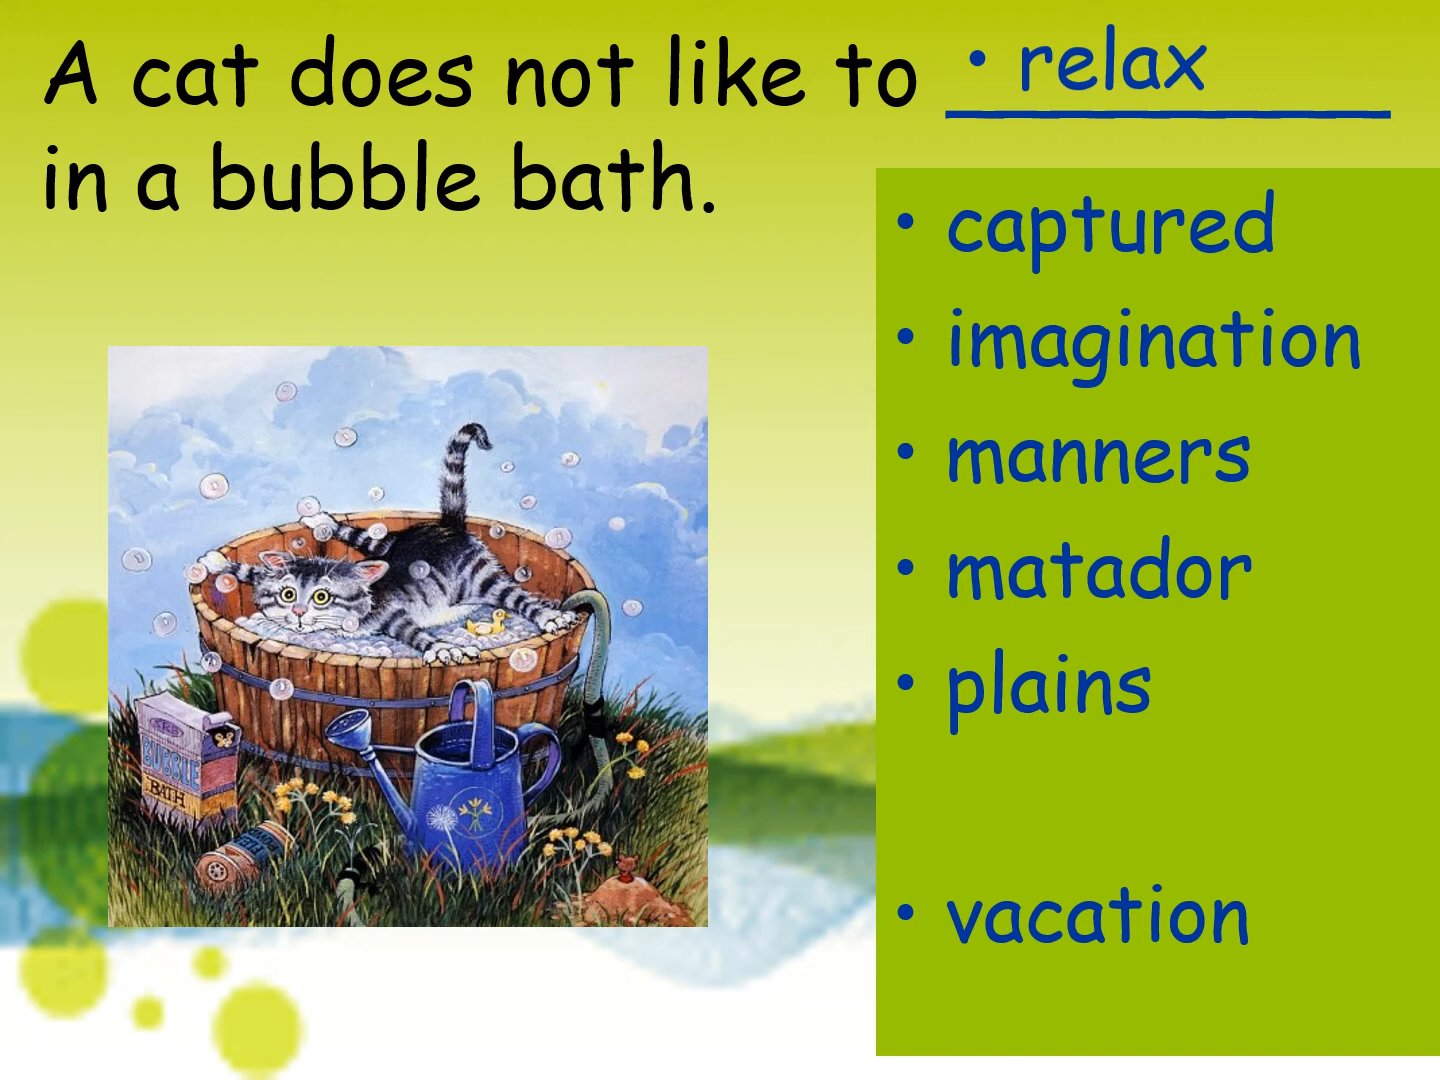 A cat does not like to • relax
in a bubble bath.
• captured
• imagination
• manners
• matador
• plains
• vacation
BUBBLE
BATH